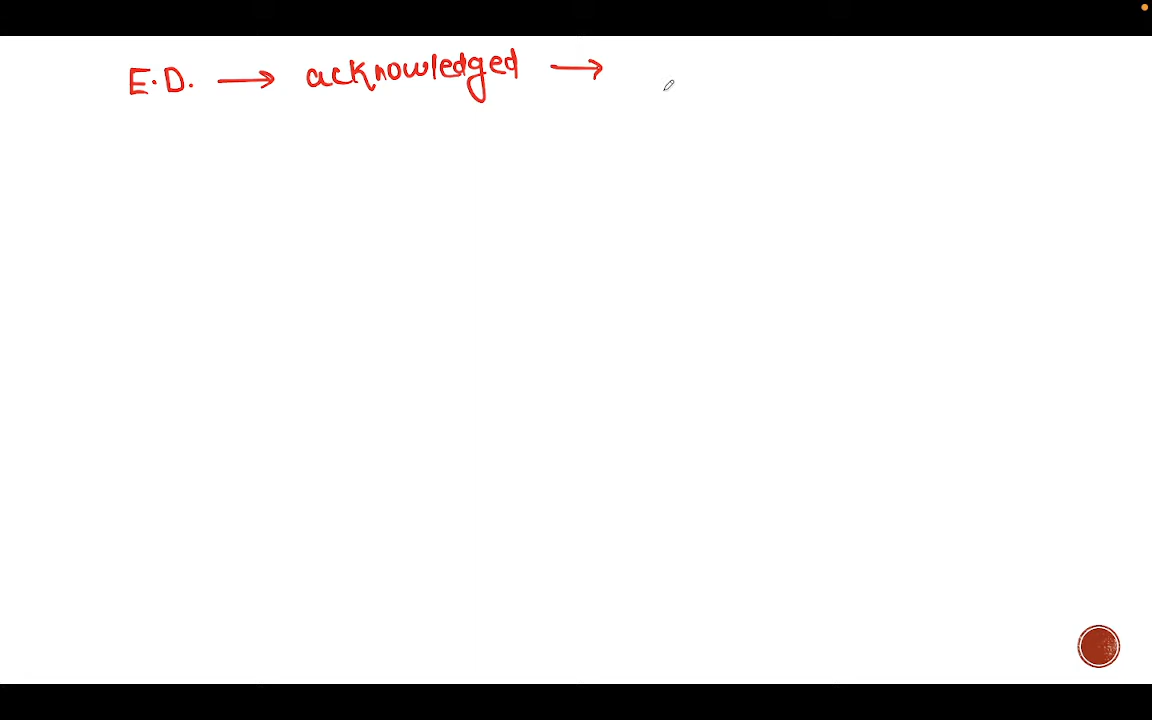 E.D. → acknowledged →